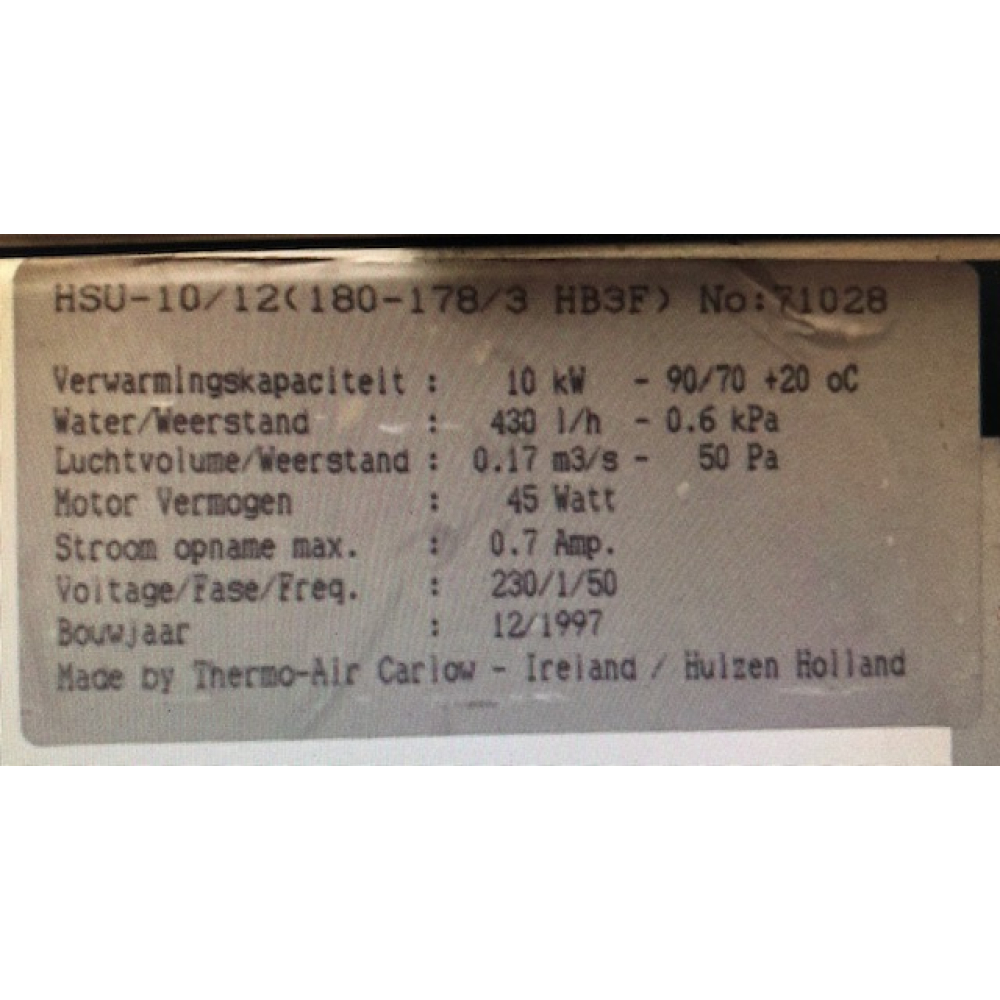 HSU-10/12(180-178/3 HB3F) No:71028
Verwarmingskapaciteit : 10 kW - 90/70 +20 oC
Water/Weerstand : 430 l/h - 0.6 kPa
Luchtvolume/Weerstand : 0.17 m3/s - 50 Pa
Motor Vermogen : 45 Watt
Stroom opname max. : 0.7 Amp.
Voltage/Fase/Freq. : 230/1/50
Bouwjaar : 12/1997
Made by Thermo-Air Carlow - Ireland / Huizen Holland